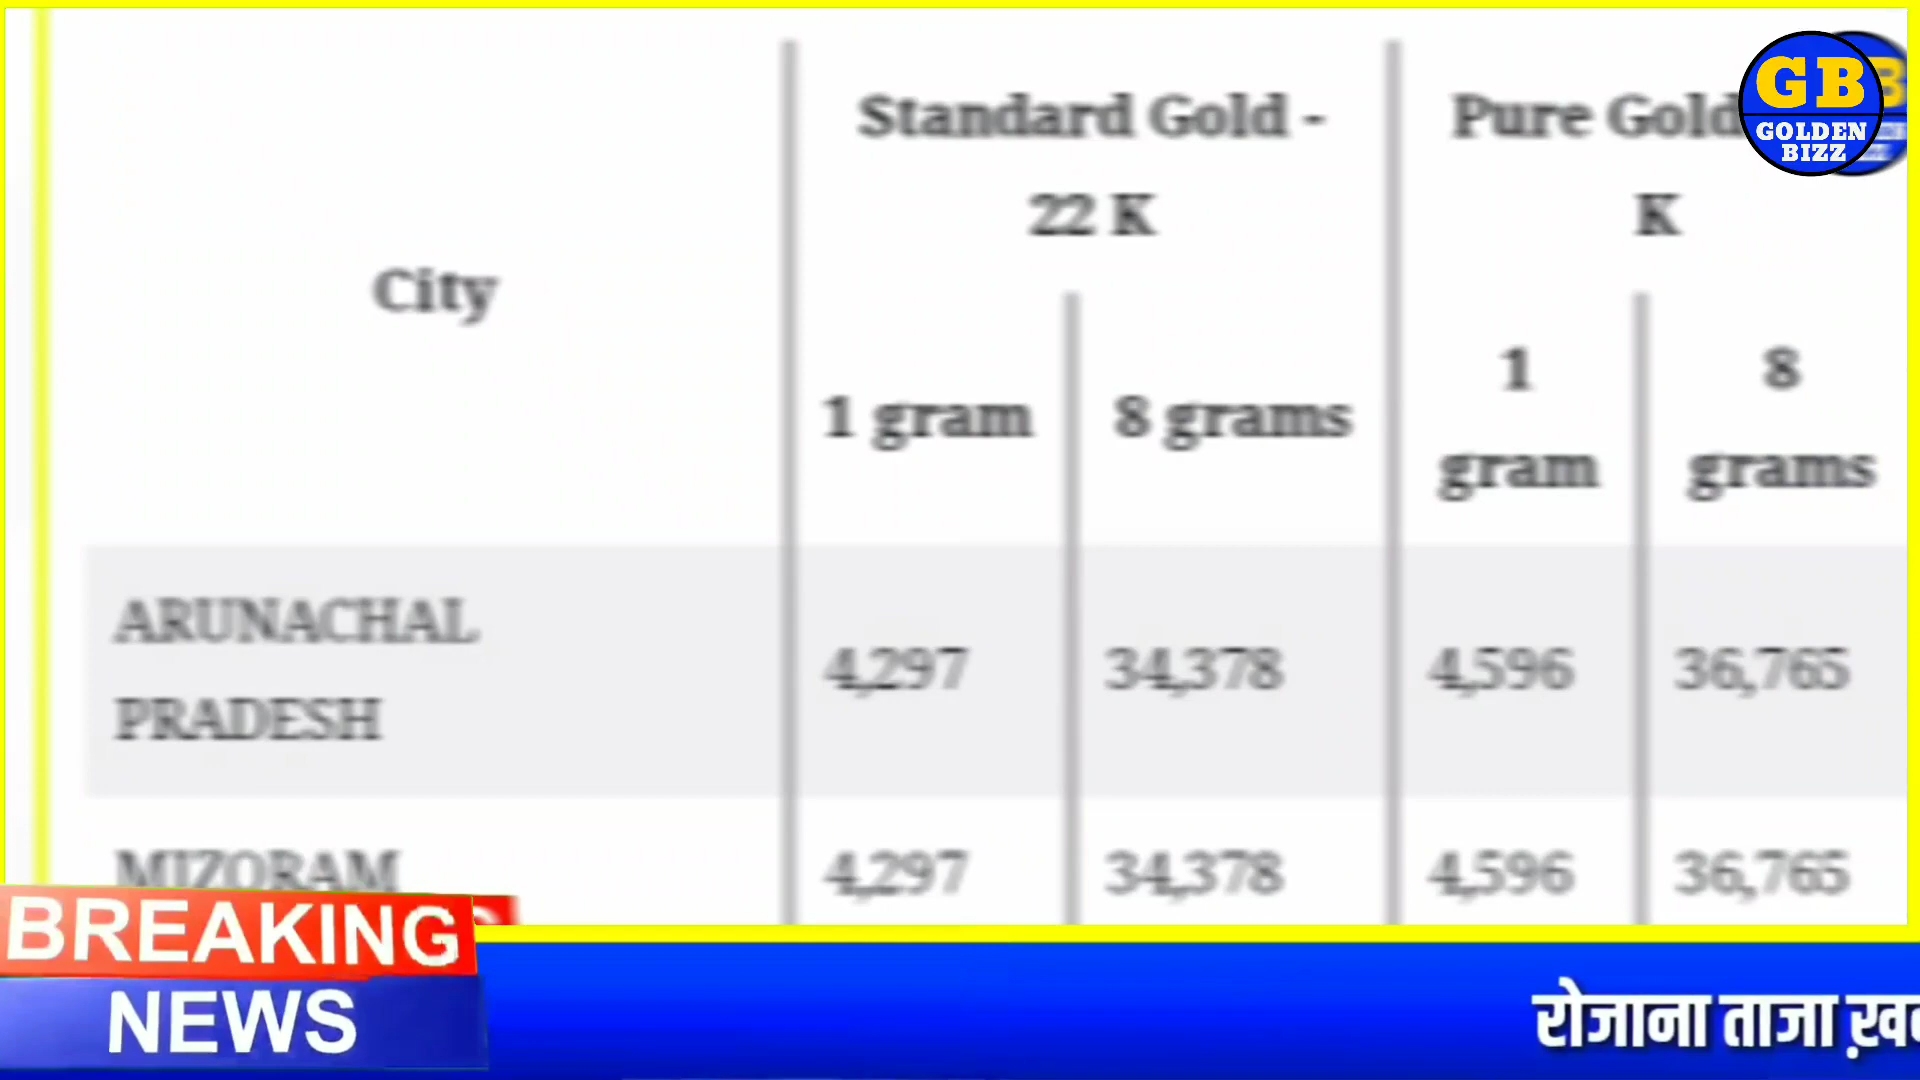 City
Standard Gold -
22 K
Pure Gold
K
1 gram
8 grams
1
gram
8
grams
ARUNACHAL
PRADESH
4,297
34,378
4,596
36,765
MIZORAM
4,297
34,378
4,596
36,765
GB
GOLDEN
BIZZ
BREAKING
NEWS
रोजाना ताजा